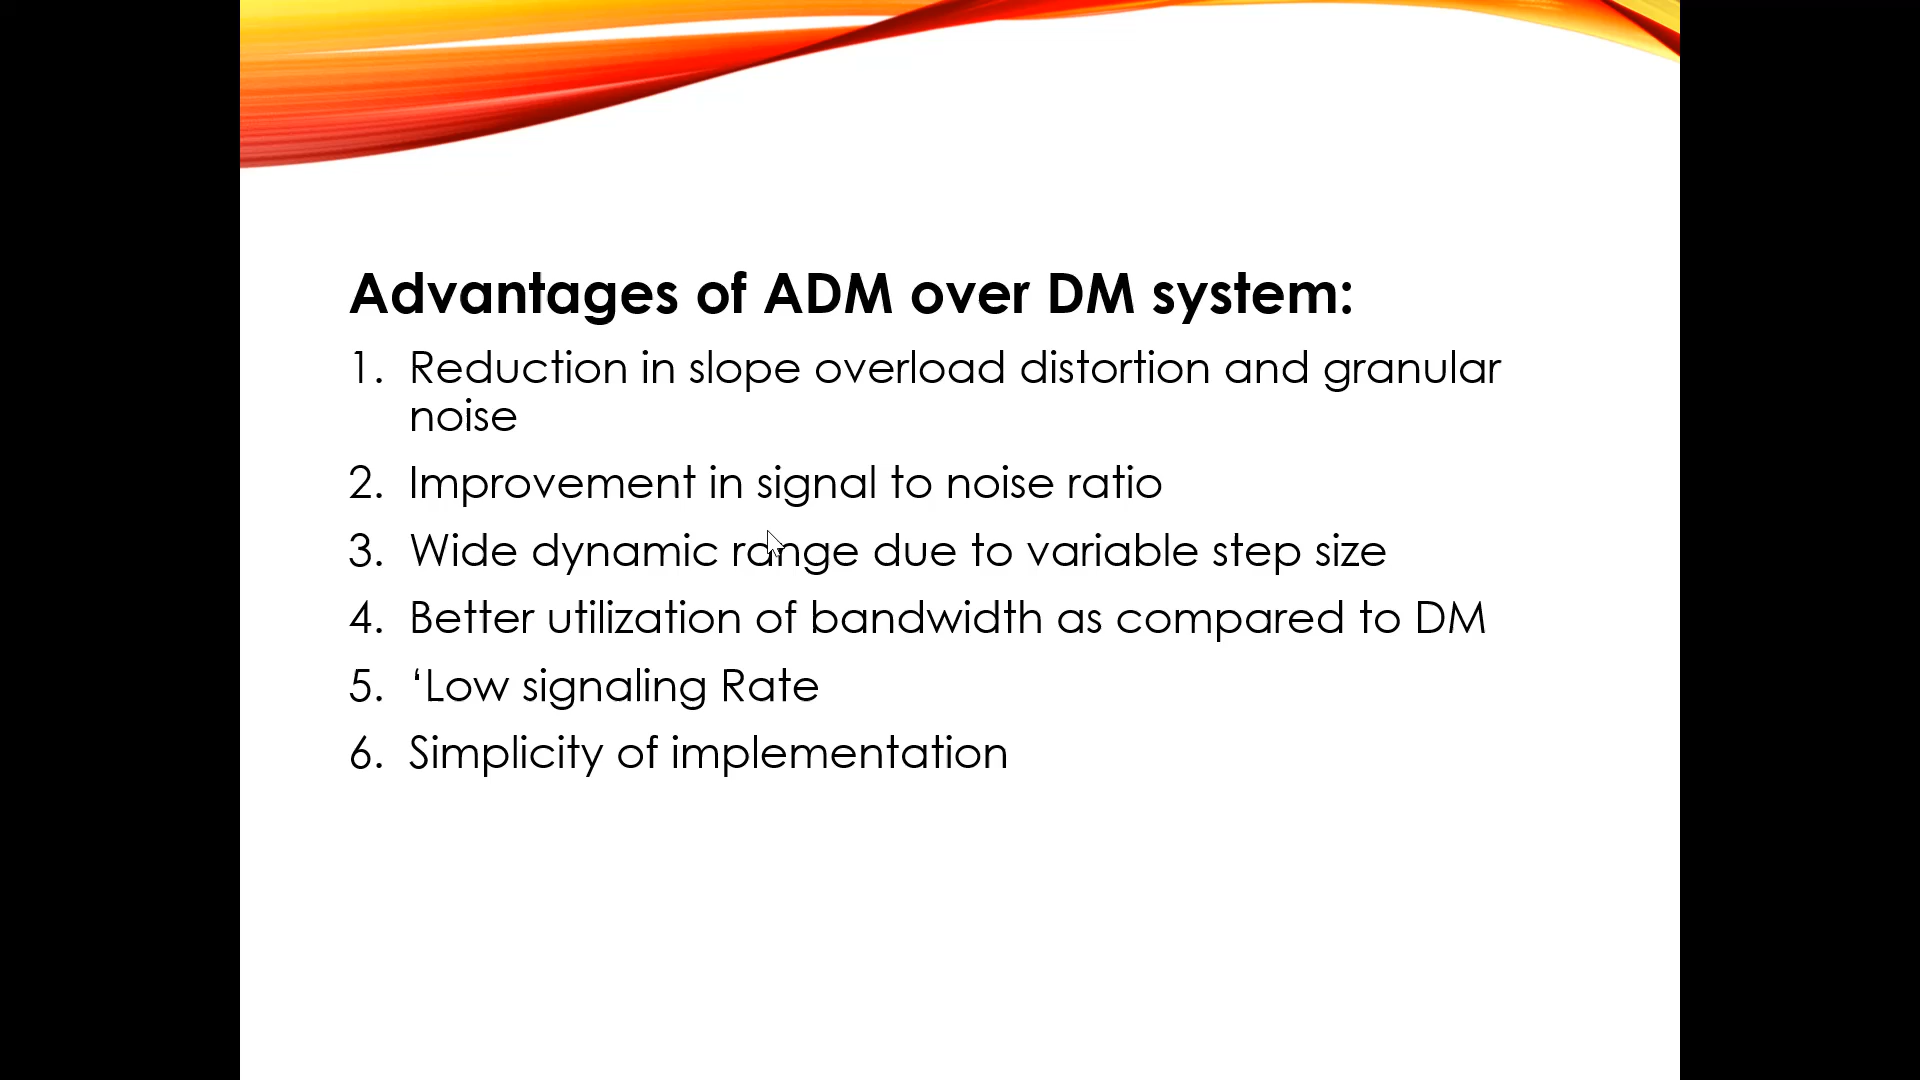 Advantages of ADM over DM system:
1. Reduction in slope overload distortion and granular
noise
2. Improvement in signal to noise ratio
3. Wide dynamic range due to variable step size
4. Better utilization of bandwidth as compared to DM
5. ‘Low signaling Rate
6. Simplicity of implementation